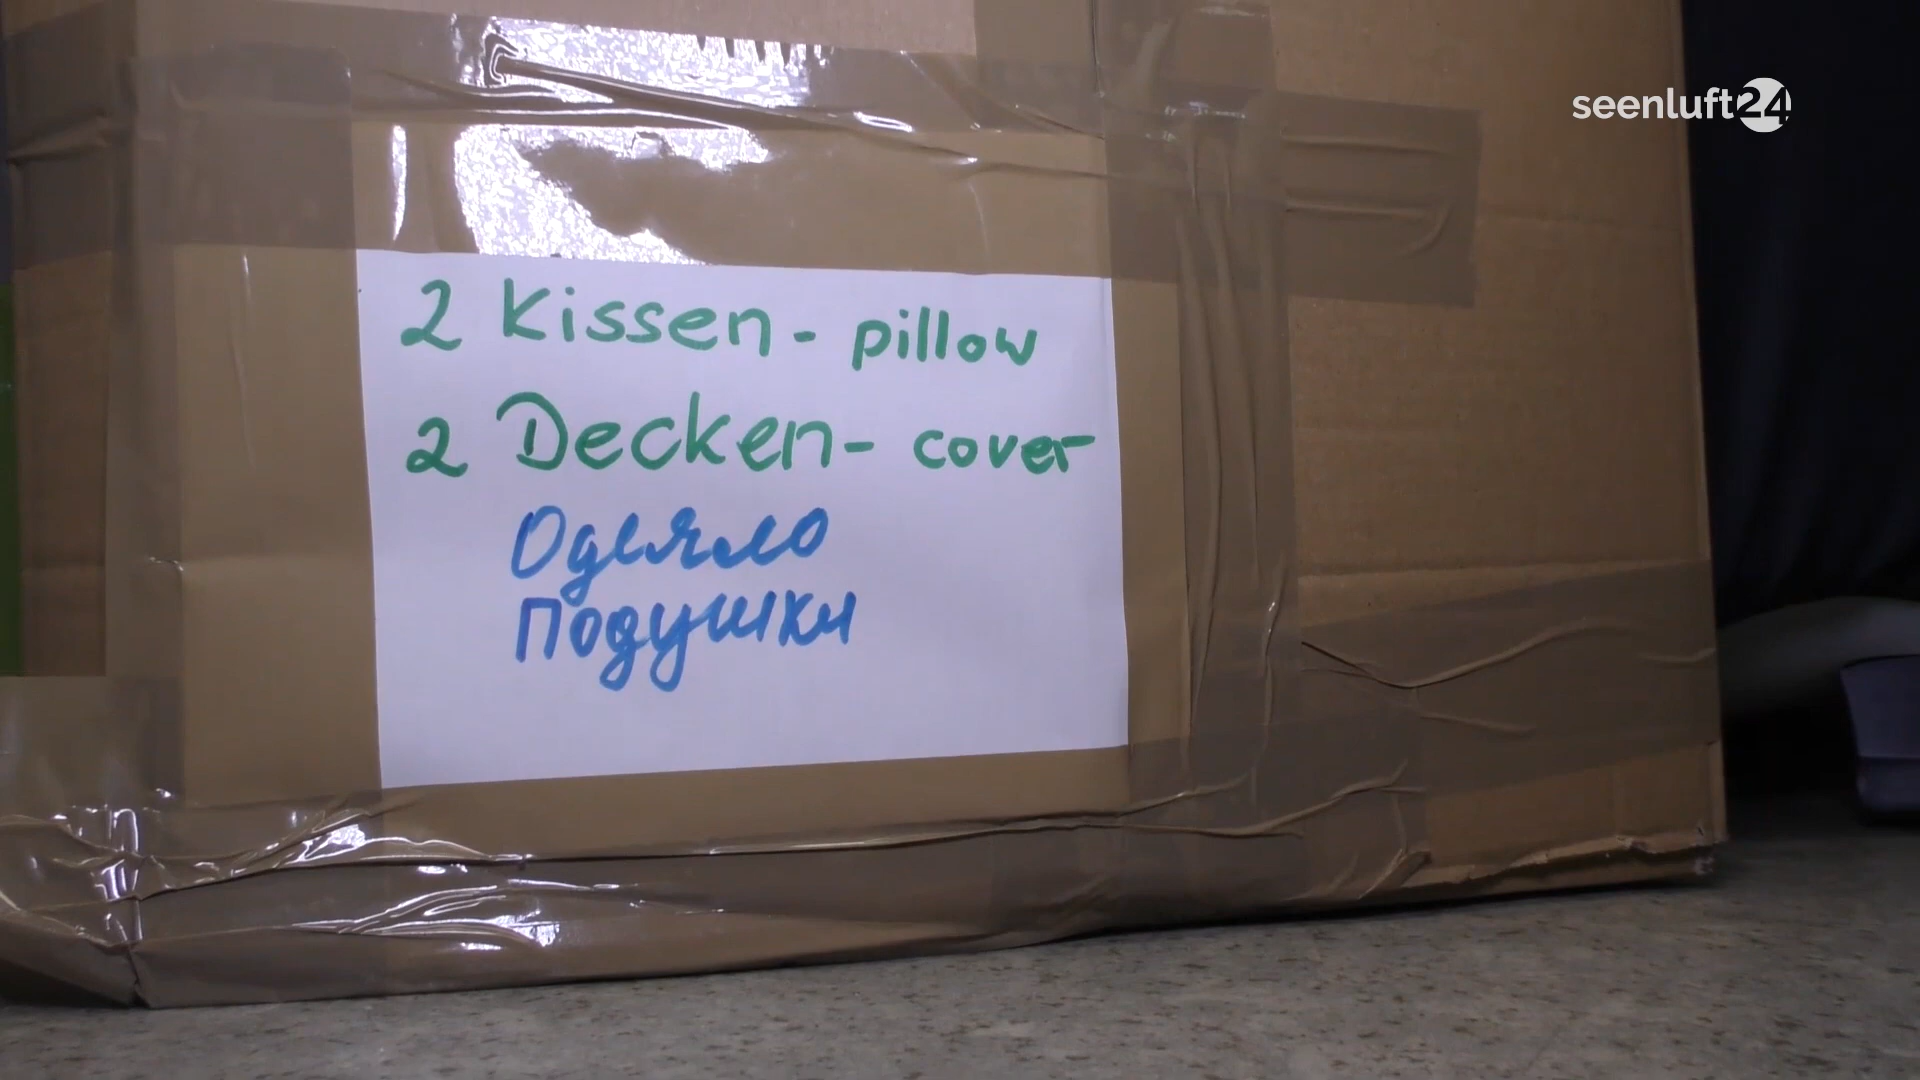 seenluft24
2 Kissen - pillow
2 Decken - cover
Одеяло
Подушки